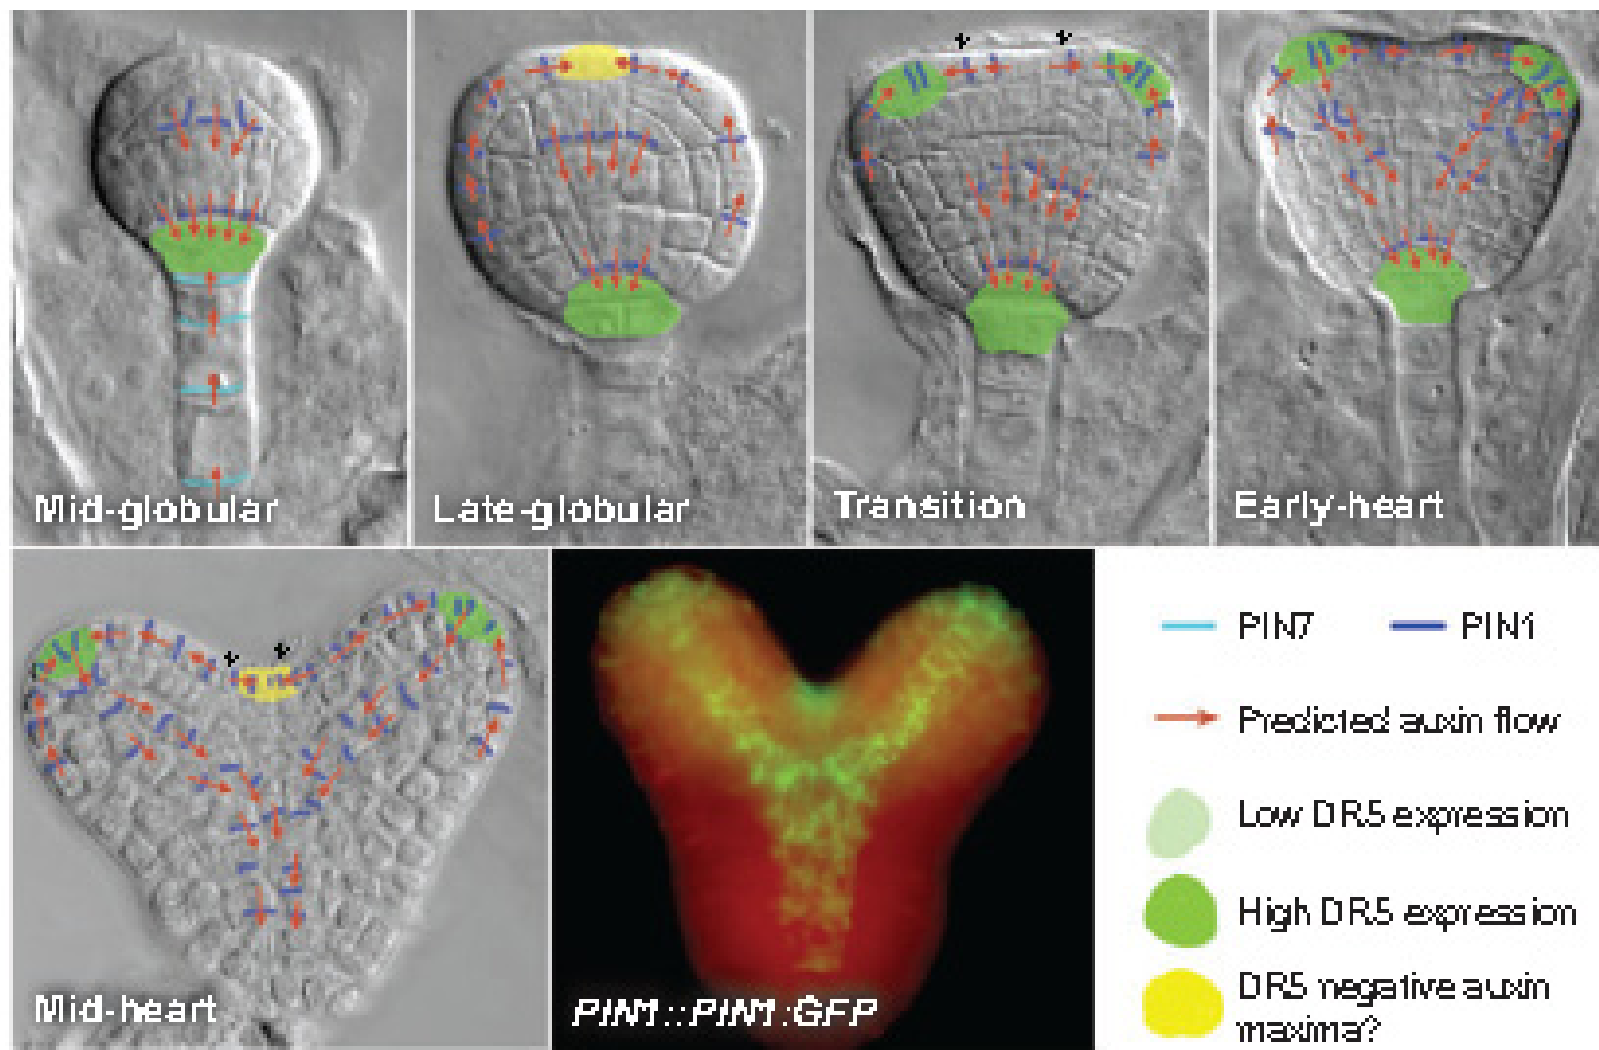 Mid-globular
Late-globular
Transition
Early-heart
Mid-heart
PIN1::PIN1:GFP
PIN7
PIN1
Predicted auxin flow
Low DR5 expression
High DR5 expression
DR5 negative auxin
maxima?